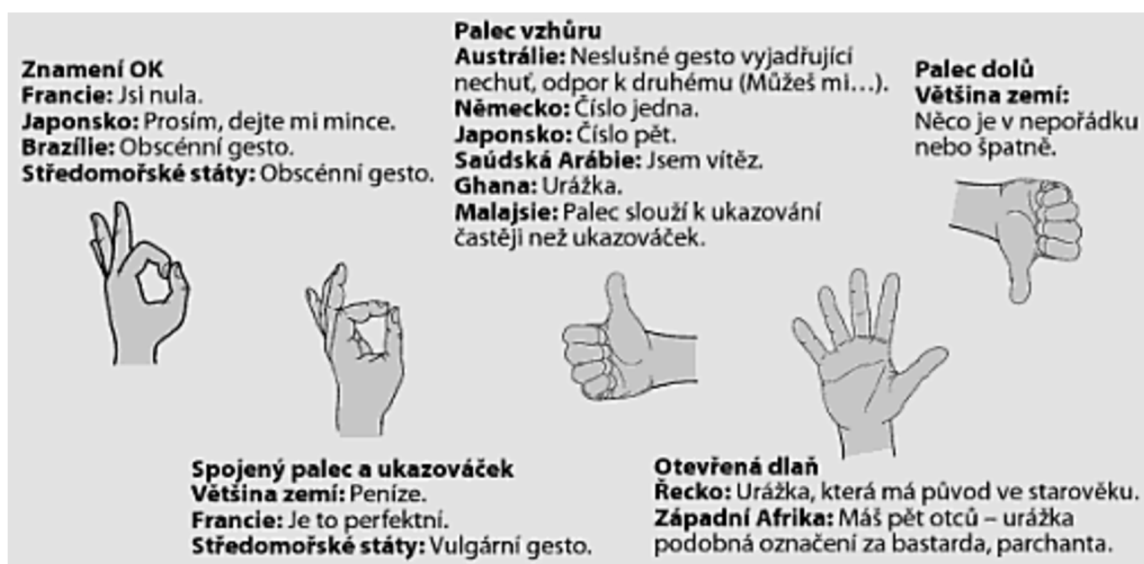 Znamení OK
Francie: Jsi nula.
Japonsko: Prosím, dejte mi mince.
Brazílie: Obscénní gesto.
Středomořské státy: Obscénní gesto.
Palec vzhůru
Austrálie: Neslušné gesto vyjadřující
nechuť, odpor k druhému (Můžeš mi…).
Německo: Číslo jedna.
Japonsko: Číslo pět.
Saúdská Arábie: Jsem vítěz.
Ghana: Urážka.
Malajsie: Palec slouží k ukazování
častěji než ukazováček.
Palec dolů
Většina zemí:
Něco je v nepořádku
nebo špatně.
Spojený palec a ukazováček
Většina zemí: Peníze.
Francie: Je to perfektní.
Středomořské státy: Vulgární gesto.
Otevřená dlaň
Řecko: Urážka, která má původ ve starověku.
Západní Afrika: Máš pět otců – urážka
podobná označení za bastarda, parchanta.